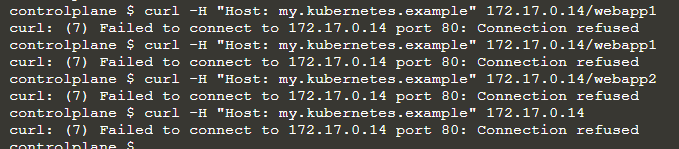 controlplane $ curl -H "Host: my.kubernetes.example" 172.17.0.14/webapp1
curl: (7) Failed to connect to 172.17.0.14 port 80: Connection refused
controlplane $ curl -H "Host: my.kubernetes.example" 172.17.0.14/webapp1
curl: (7) Failed to connect to 172.17.0.14 port 80: Connection refused
controlplane $ curl -H "Host: my.kubernetes.example" 172.17.0.14/webapp2
curl: (7) Failed to connect to 172.17.0.14 port 80: Connection refused
controlplane $ curl -H "Host: my.kubernetes.example" 172.17.0.14
curl: (7) Failed to connect to 172.17.0.14 port 80: Connection refused
controlplane $